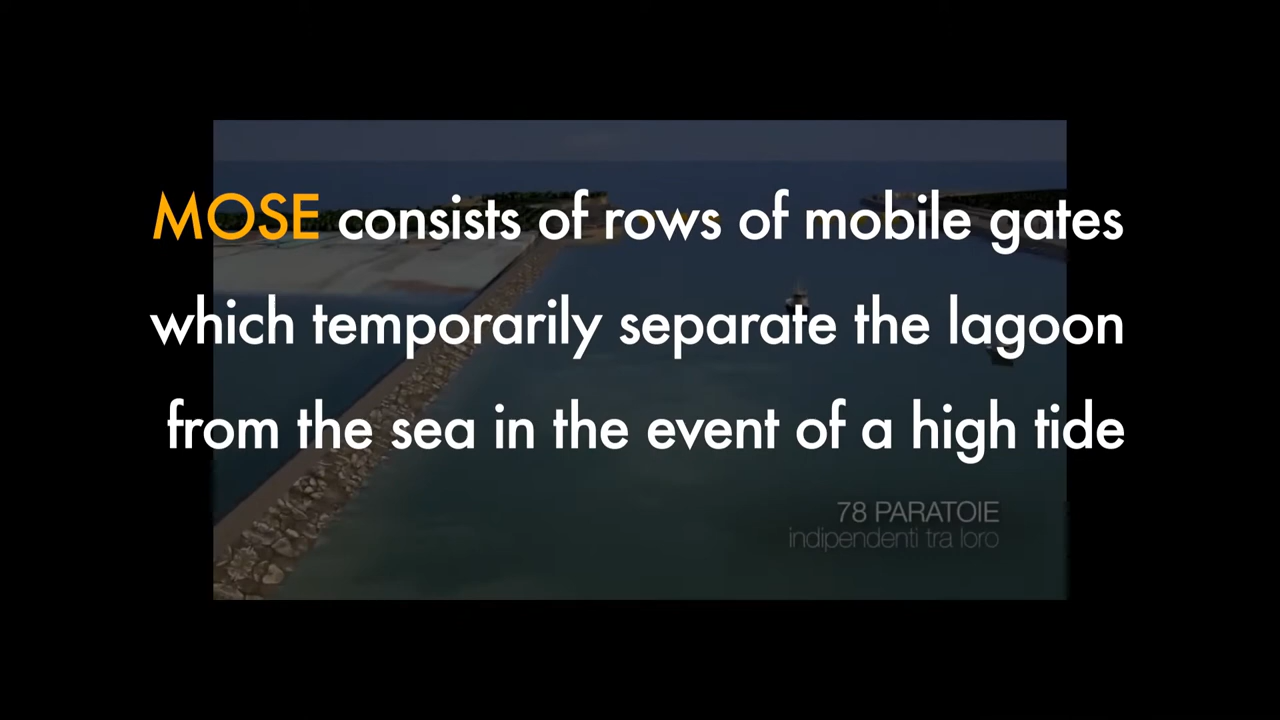 MOSE consists of rows of mobile gates
which temporarily separate the lagoon
from the sea in the event of a high tide
78 PARATOIE
indipendenti tra loro